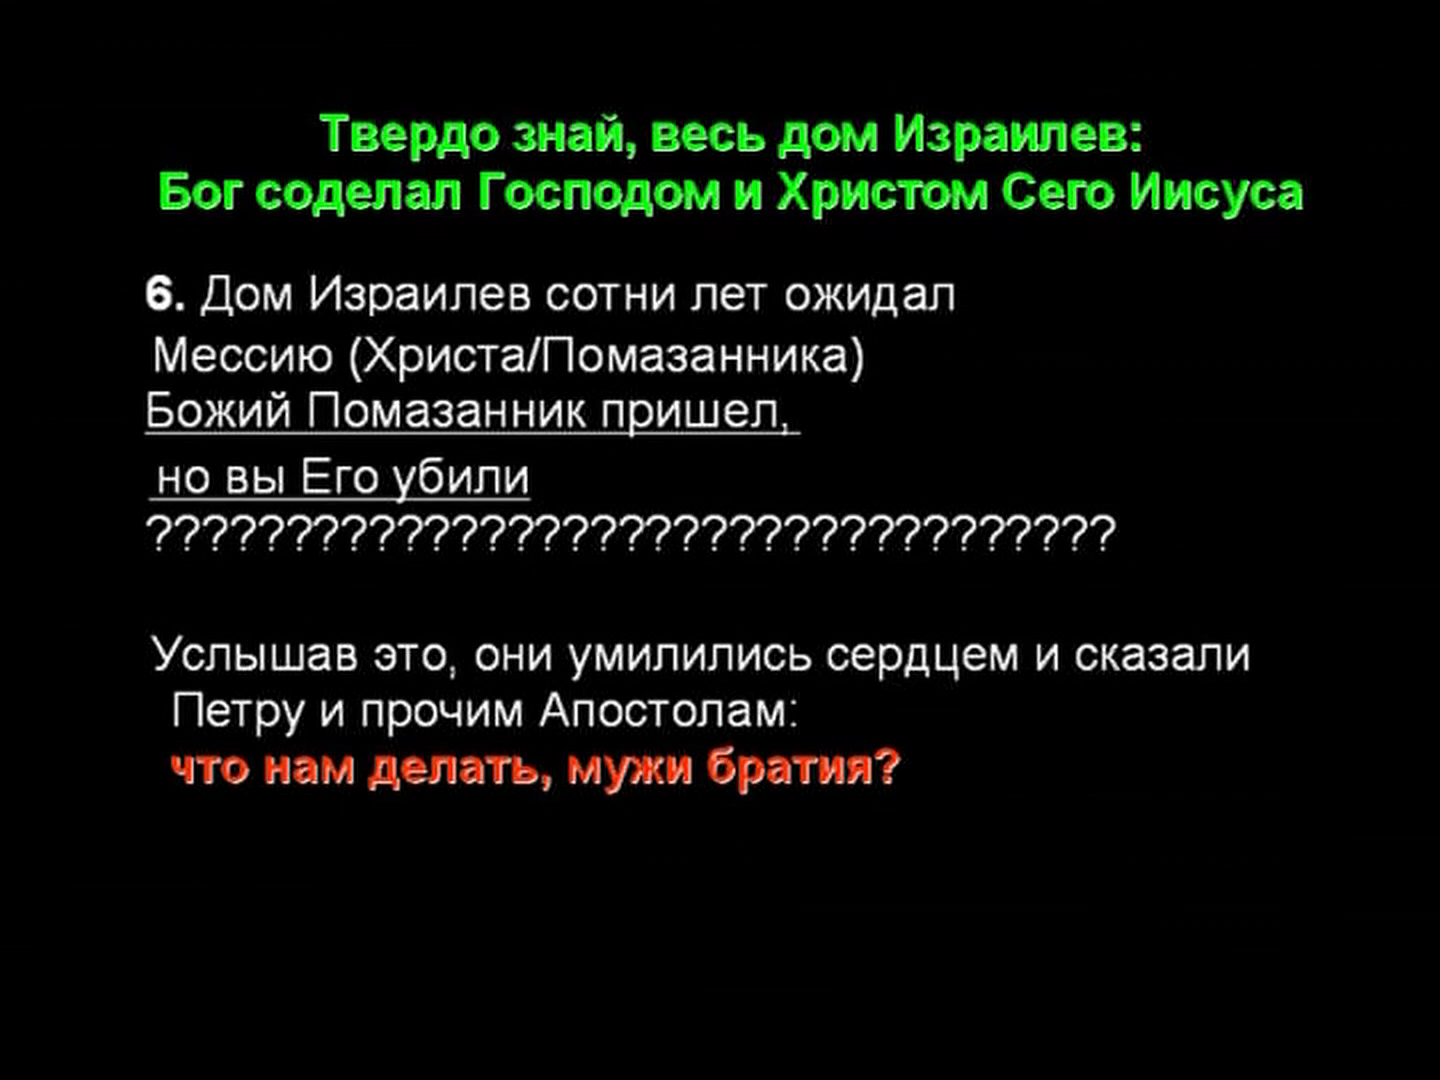 Твердо знай, весь дом Израилев:
Бог соделал Господом и Христом Сего Иисуса
6. Дом Израилев сотни лет ожидал
Мессию (Христа/Помазанника)
Божий Помазанник пришел,
но вы Его убили
???????????????????????????????????
Услышав это, они умилились сердцем и сказали
Петру и прочим Апостолам:
что нам делать, мужи братия?